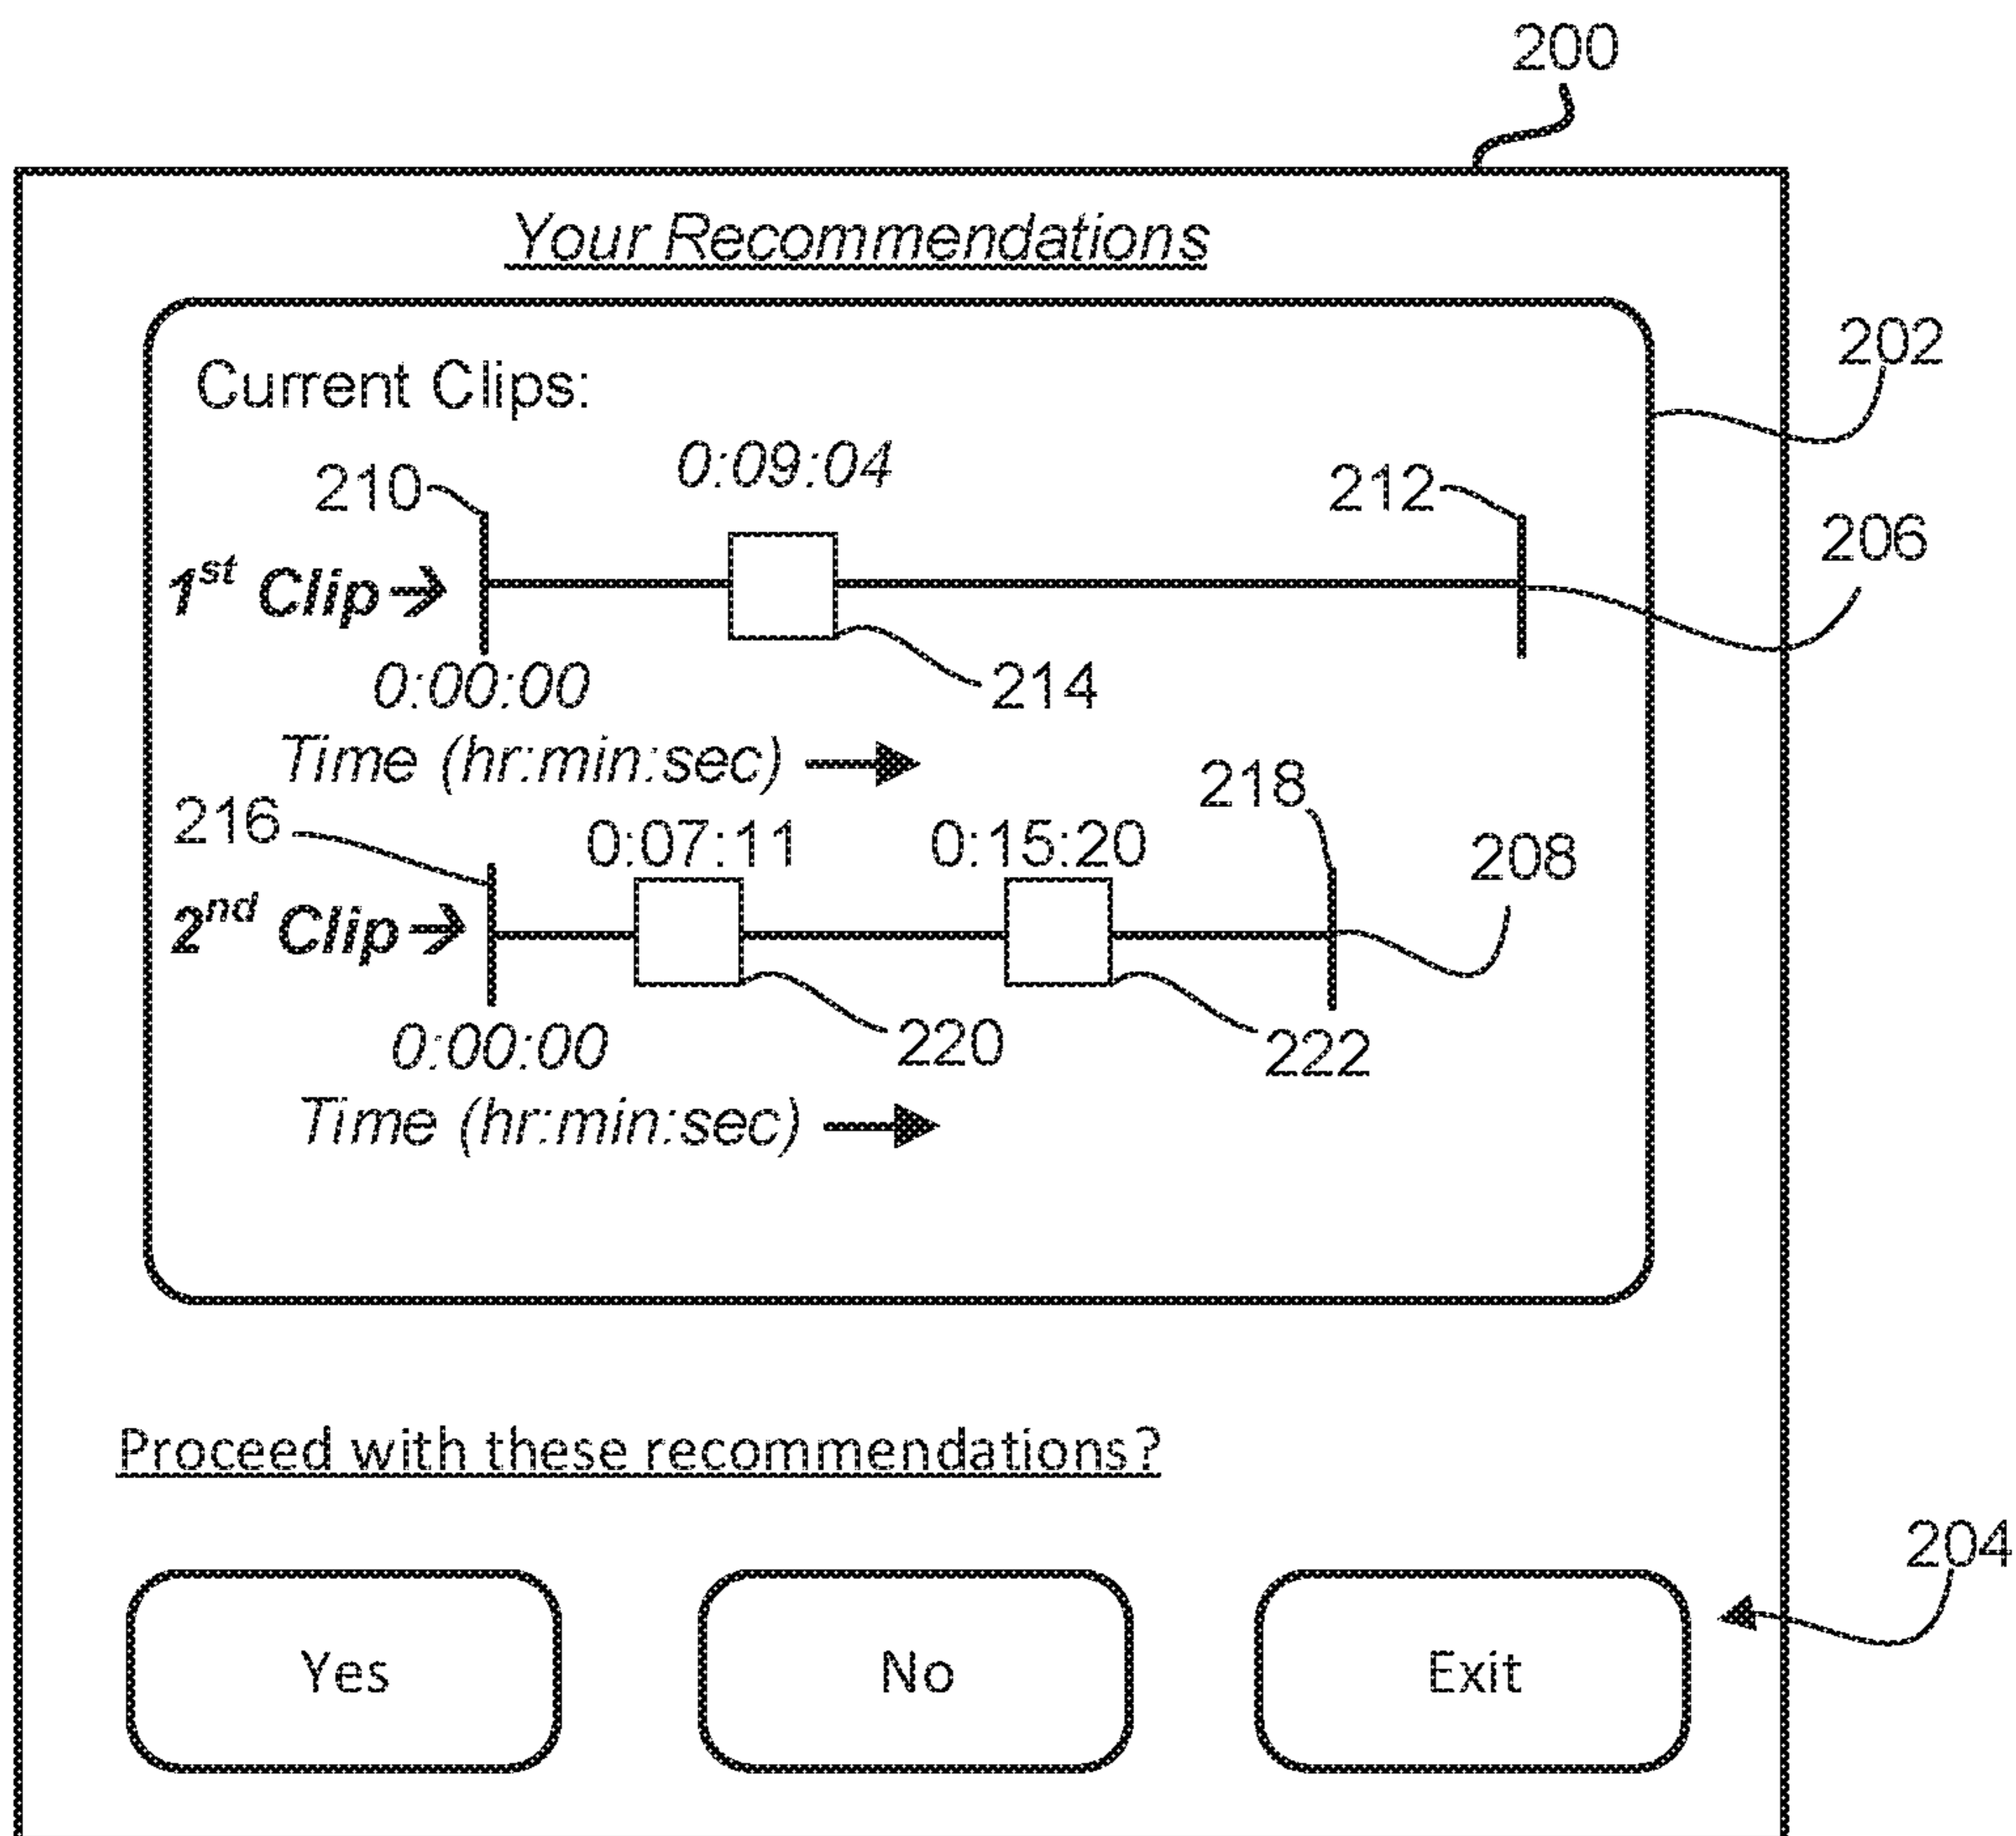 200
Your Recommendations
202
Current Clips:
0:09:04
210
212
206
1st Clip→
0:00:00
214
Time (hr:min:sec) →
218
216
0:07:11 0:15:20
208
2nd Clip→
0:00:00
220
222
Time (hr:min:sec) →
Proceed with these recommendations?
204
Yes No Exit